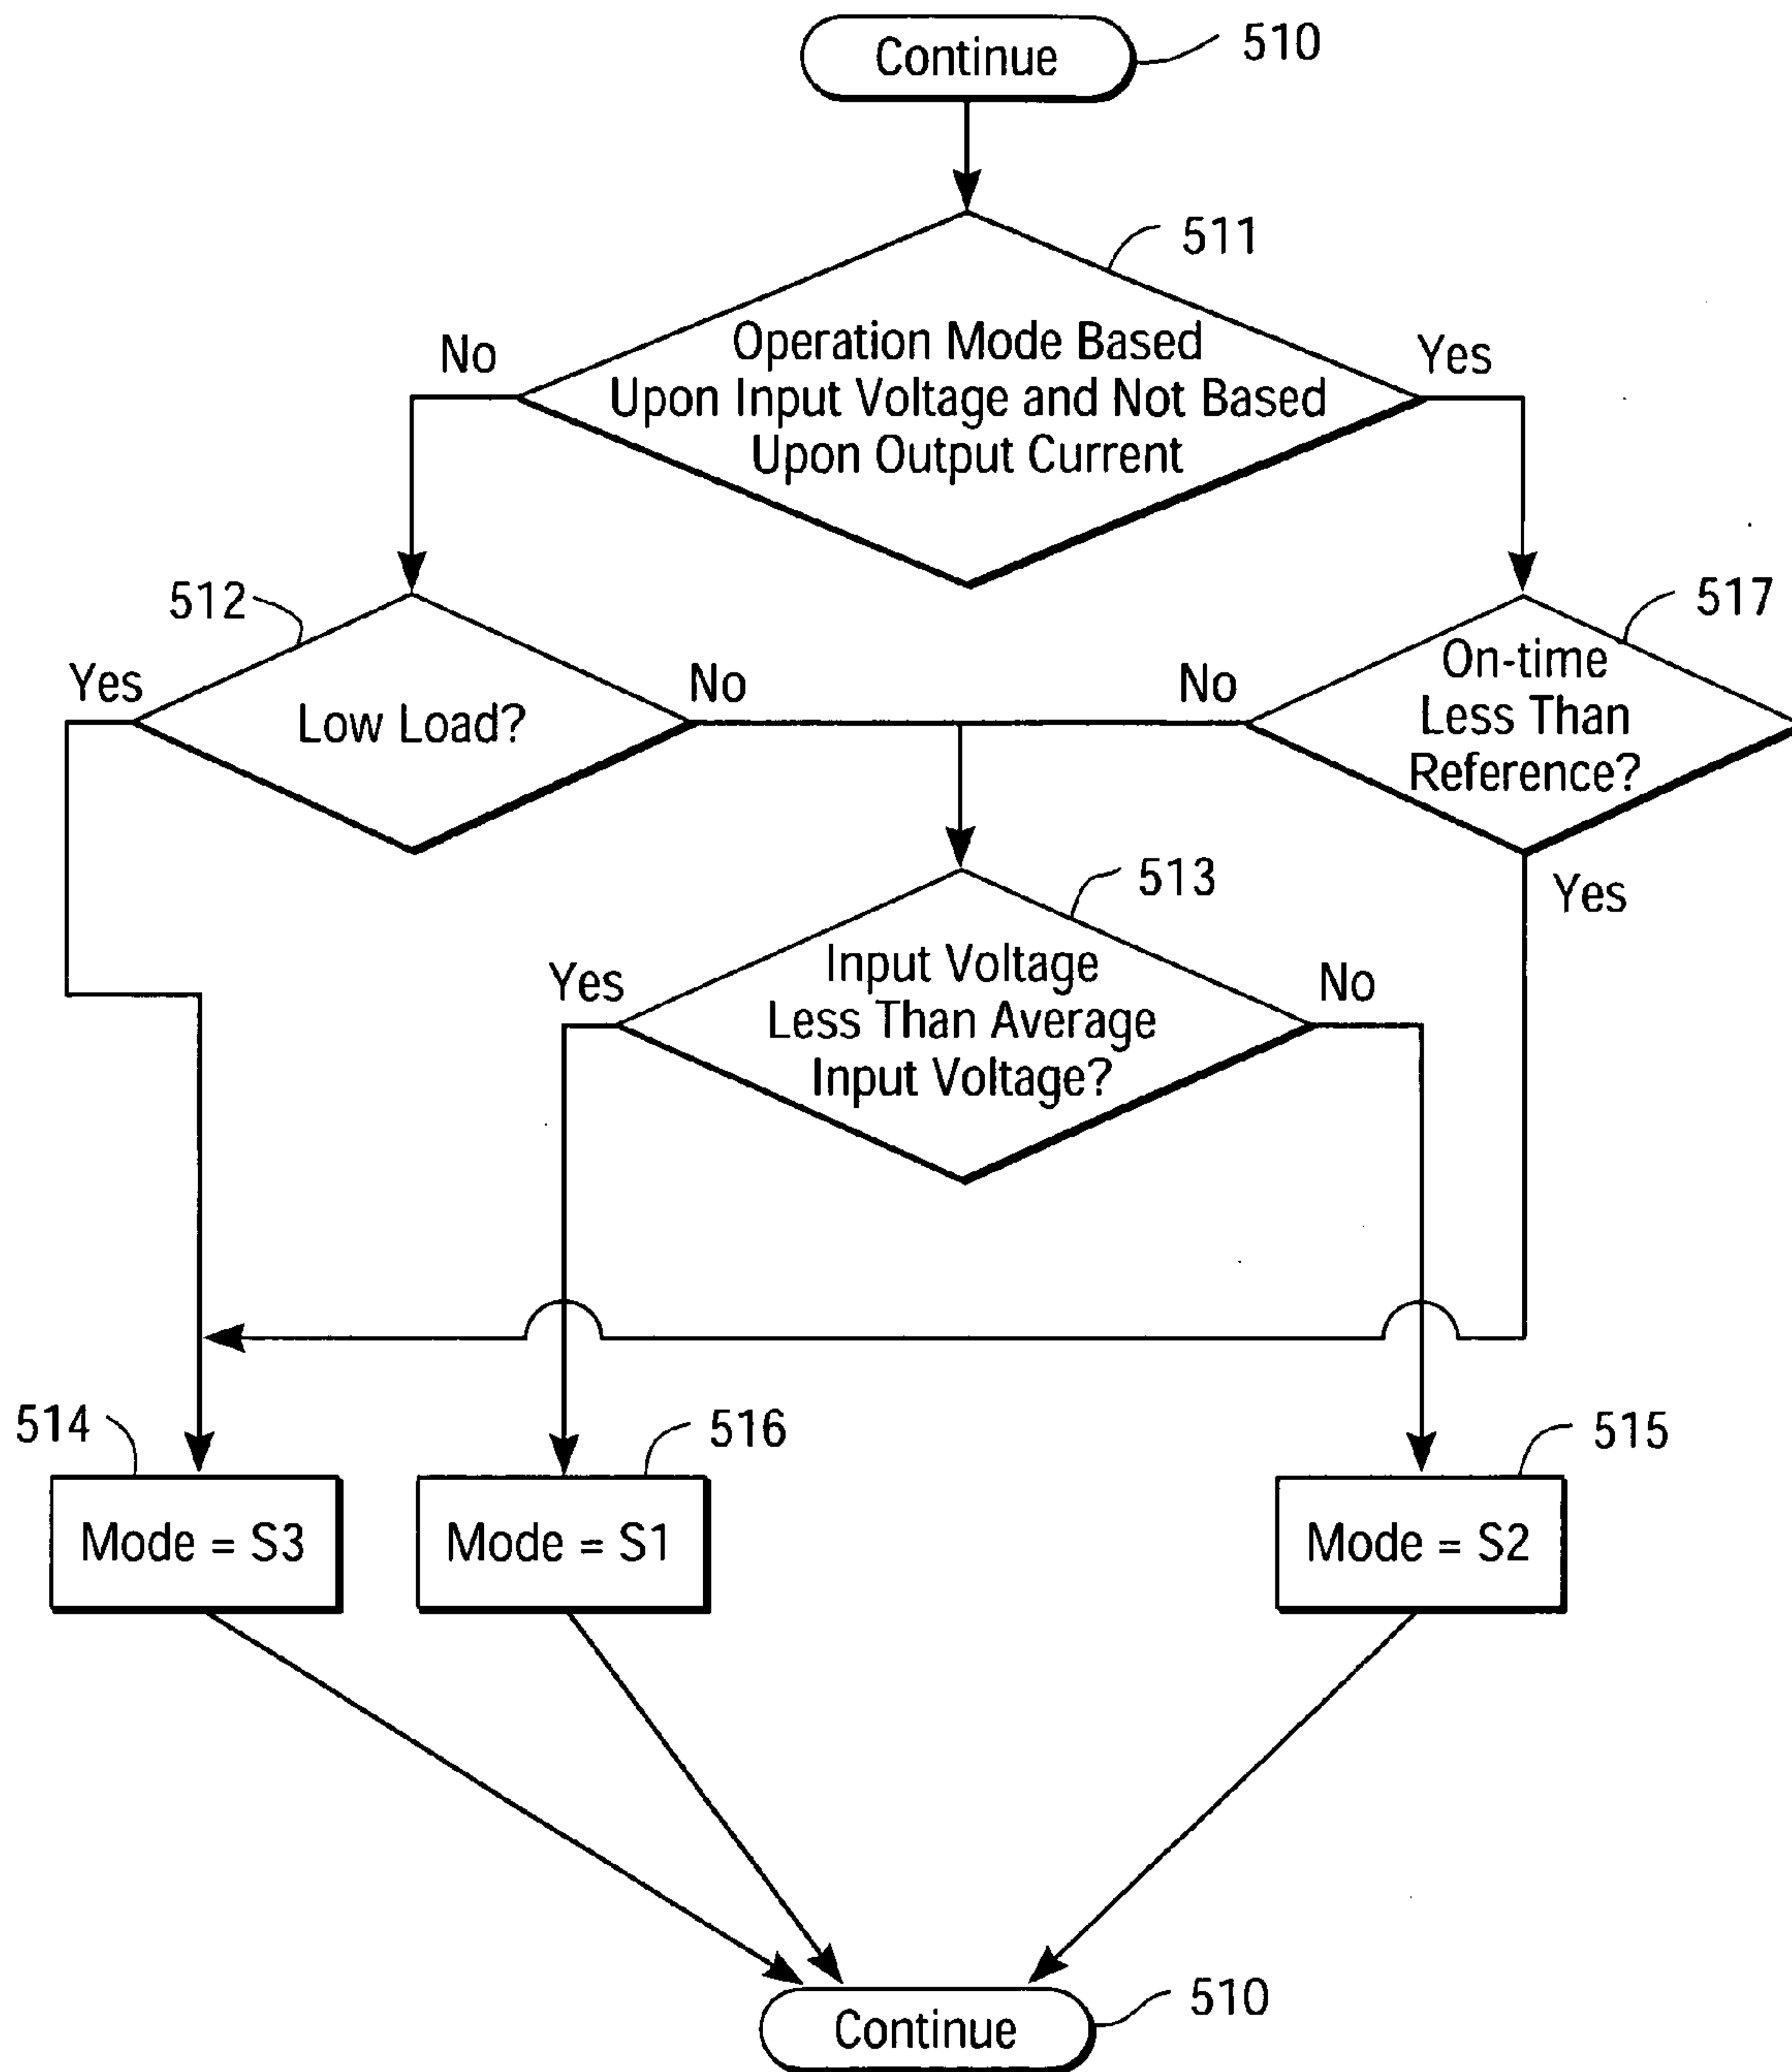 Continue
510
511
No
Operation Mode Based
Upon Input Voltage and Not Based
Upon Output Current
Yes
512
517
Yes
Low Load?
No
No
On-time
Less Than
Reference?
513
Yes
Yes
Input Voltage
Less Than Average
Input Voltage?
No
514
516
515
Mode = S3
Mode = S1
Mode = S2
Continue
510